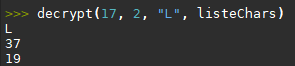 >>> decrypt(17, 2, "L", listeChars)
L
37
19